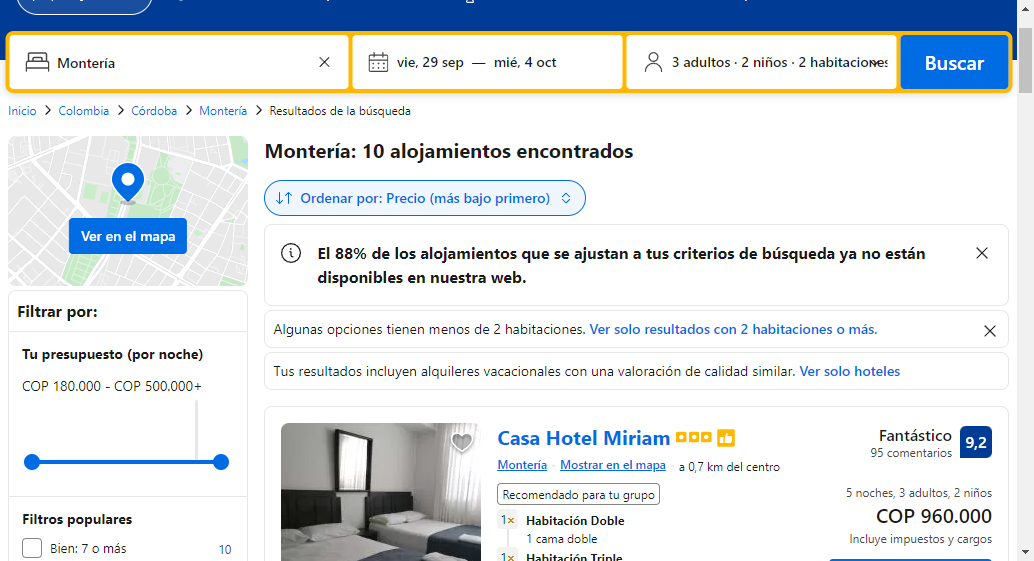 Montería
vie, 29 sep — mié, 4 oct
3 adultos · 2 niños · 2 habitaciones
Buscar
Inicio > Colombia > Córdoba > Montería > Resultados de la búsqueda
Ver en el mapa
Filtrar por:
Tu presupuesto (por noche)
COP 180.000 - COP 500.000+
Filtros populares
Bien: 7 o más 10
Montería: 10 alojamientos encontrados
Ordenar por: Precio (más bajo primero)
El 88% de los alojamientos que se ajustan a tus criterios de búsqueda ya no están
disponibles en nuestra web.
Algunas opciones tienen menos de 2 habitaciones. Ver solo resultados con 2 habitaciones o más.
Tus resultados incluyen alquileres vacacionales con una valoración de calidad similar. Ver solo hoteles
Casa Hotel Miriam
Montería · Mostrar en el mapa · a 0,7 km del centro
Recomendado para tu grupo
1× Habitación Doble
1 cama doble
1× Habitación Triple
Fantástico 9,2
95 comentarios
5 noches, 3 adultos, 2 niños
COP 960.000
Incluye impuestos y cargos